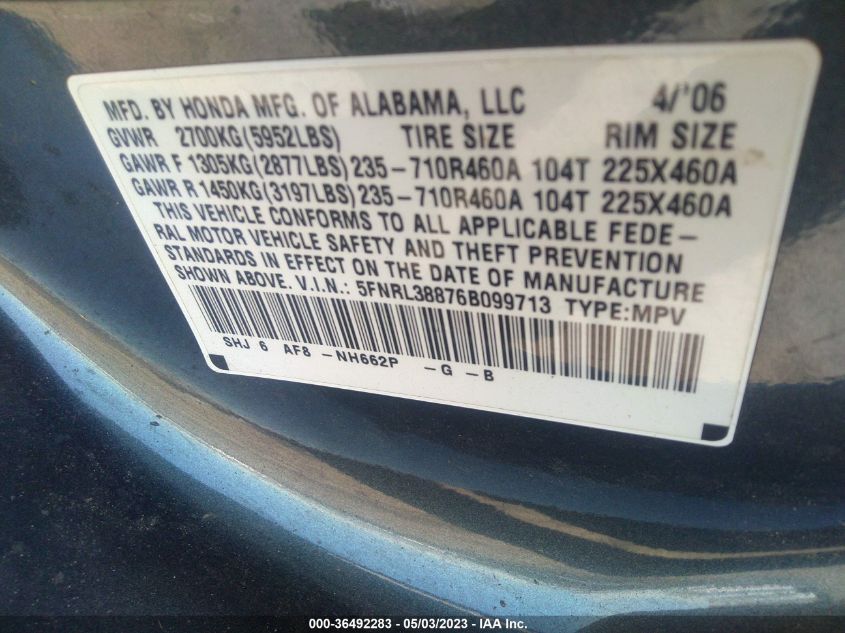 MFD. BY HONDA MFG. OF ALABAMA, LLC 4/'06
GVWR 2700KG(5952LBS) TIRE SIZE RIM SIZE
GAWR F 1305KG(2877LBS) 235-710R460A 104T 225X460A
GAWR R 1450KG(3197LBS) 235-710R460A 104T 225X460A
THIS VEHICLE CONFORMS TO ALL APPLICABLE FEDE-
RAL MOTOR VEHICLE SAFETY AND THEFT PREVENTION
STANDARDS IN EFFECT ON THE DATE OF MANUFACTURE
SHOWN ABOVE. V.I.N.: 5FNRL38876B099713 TYPE:MPV
SHJ 6 AF8 -NH662P -G -B
000-36492283 - 05/03/2023 - IAA Inc.